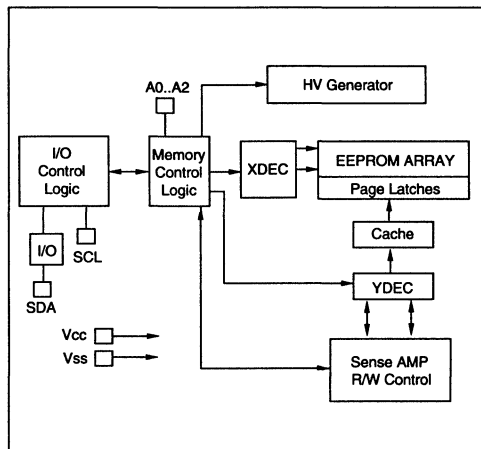 A0..A2
HV Generator
I/O
Control
Logic
Memory
Control
Logic
XDEC
EEPROM ARRAY
Page Latches
Cache
I/O
SCL
SDA
YDEC
Vcc
Vss
Sense AMP
R/W Control